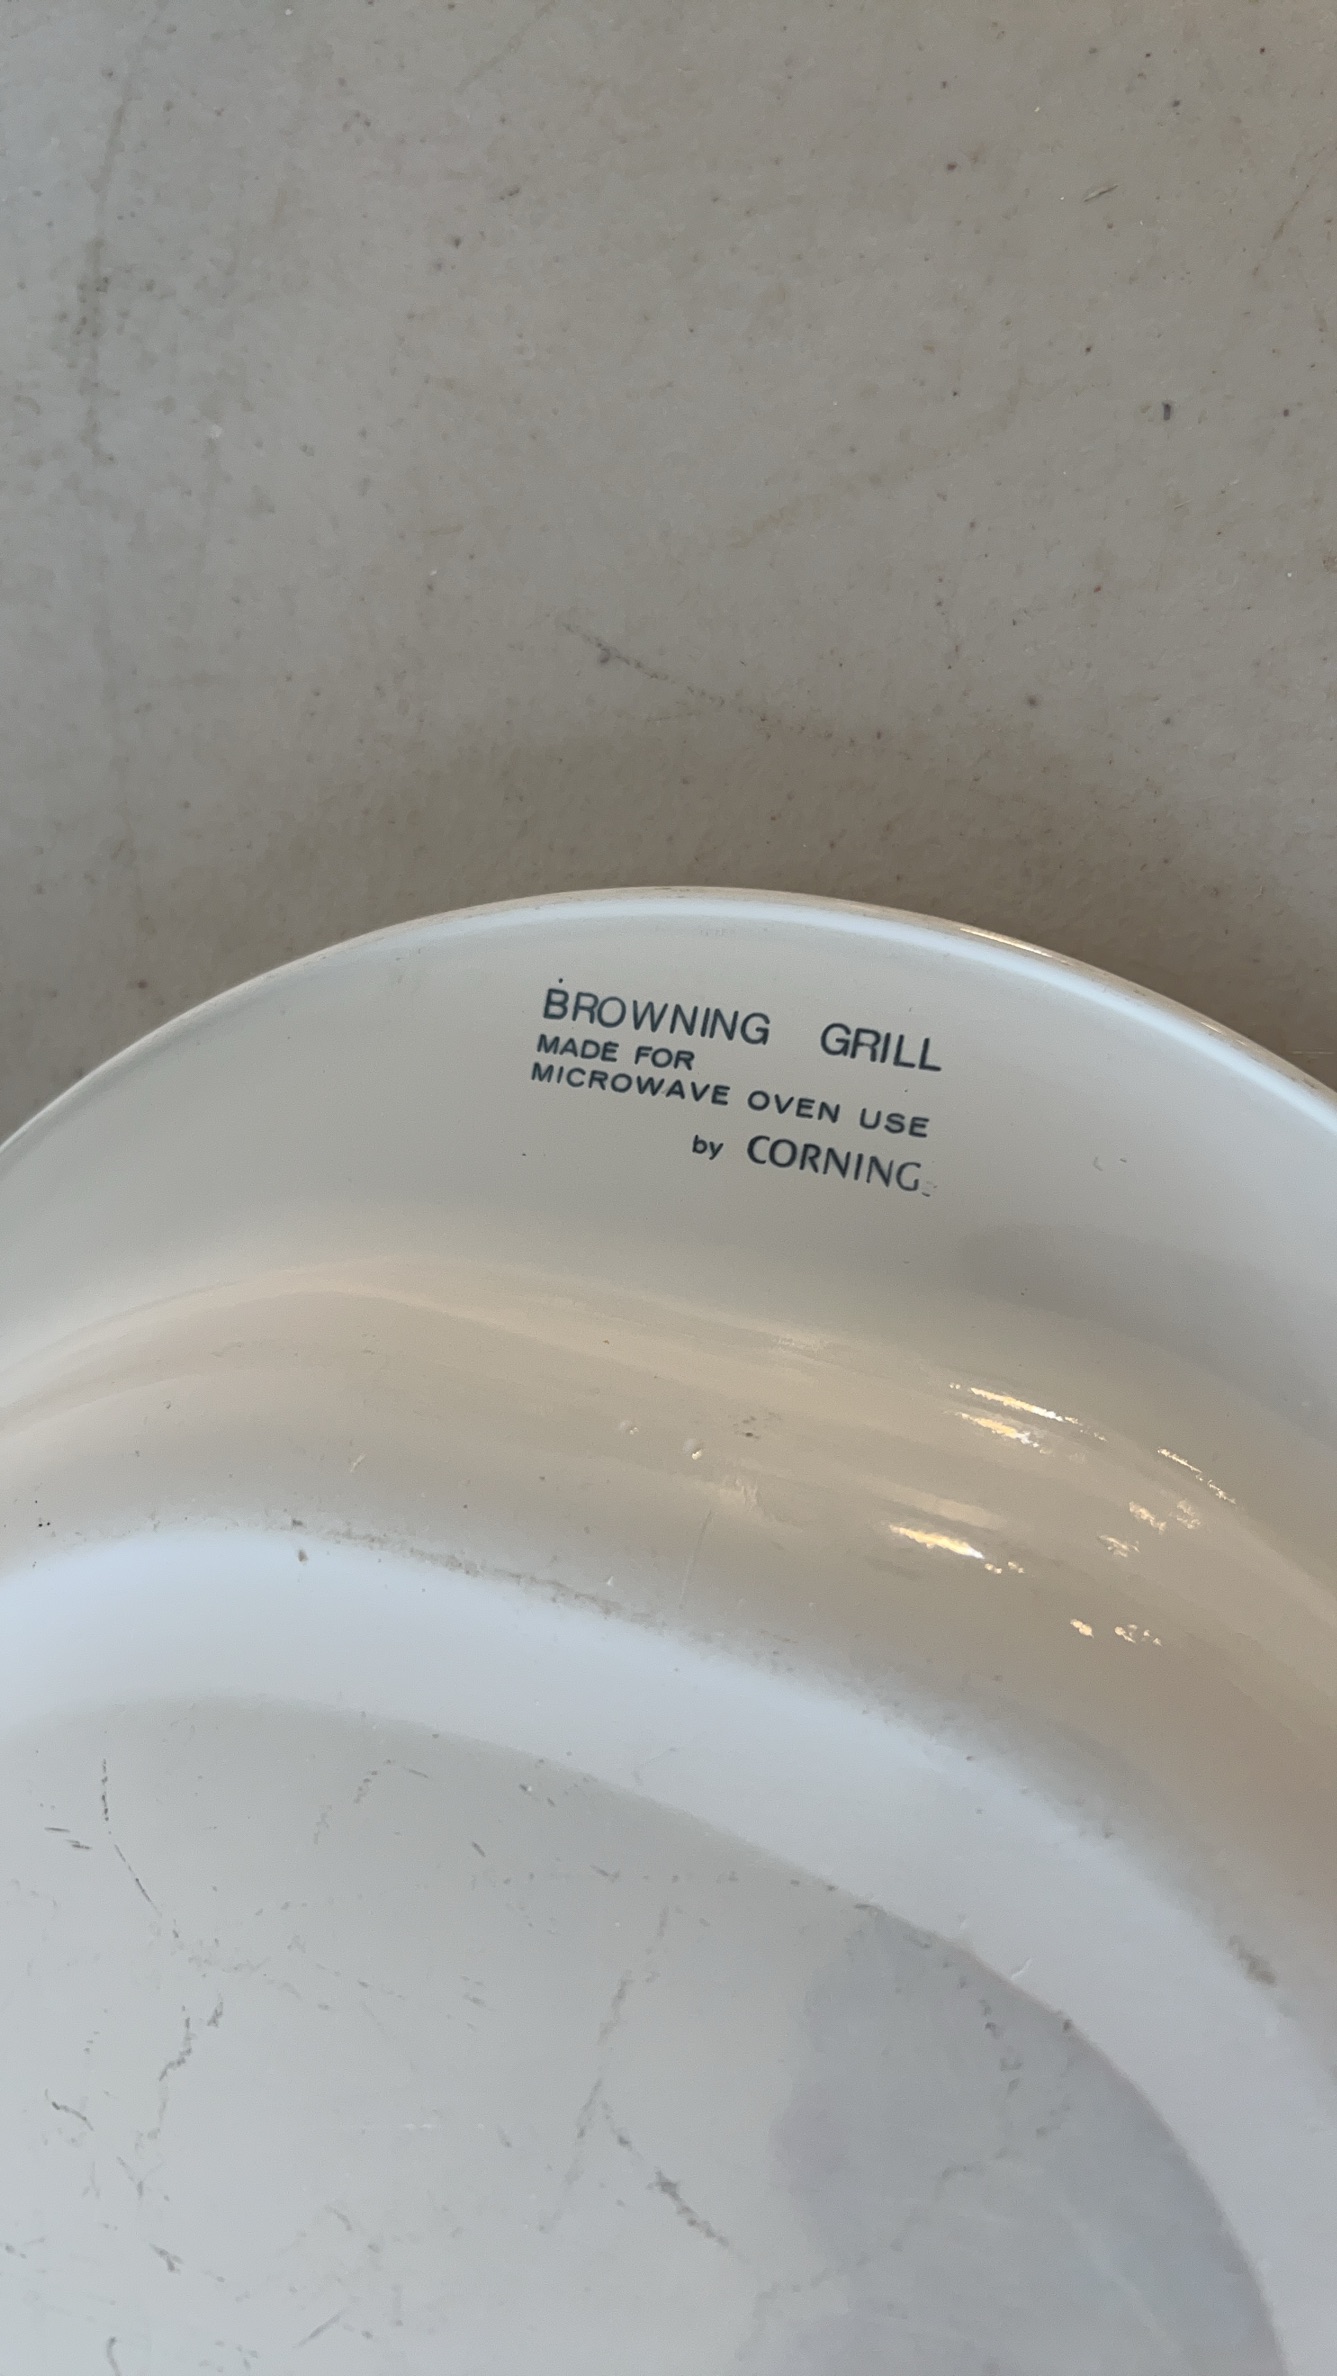 BROWNING GRILL
MADE FOR
MICROWAVE OVEN USE
by CORNING